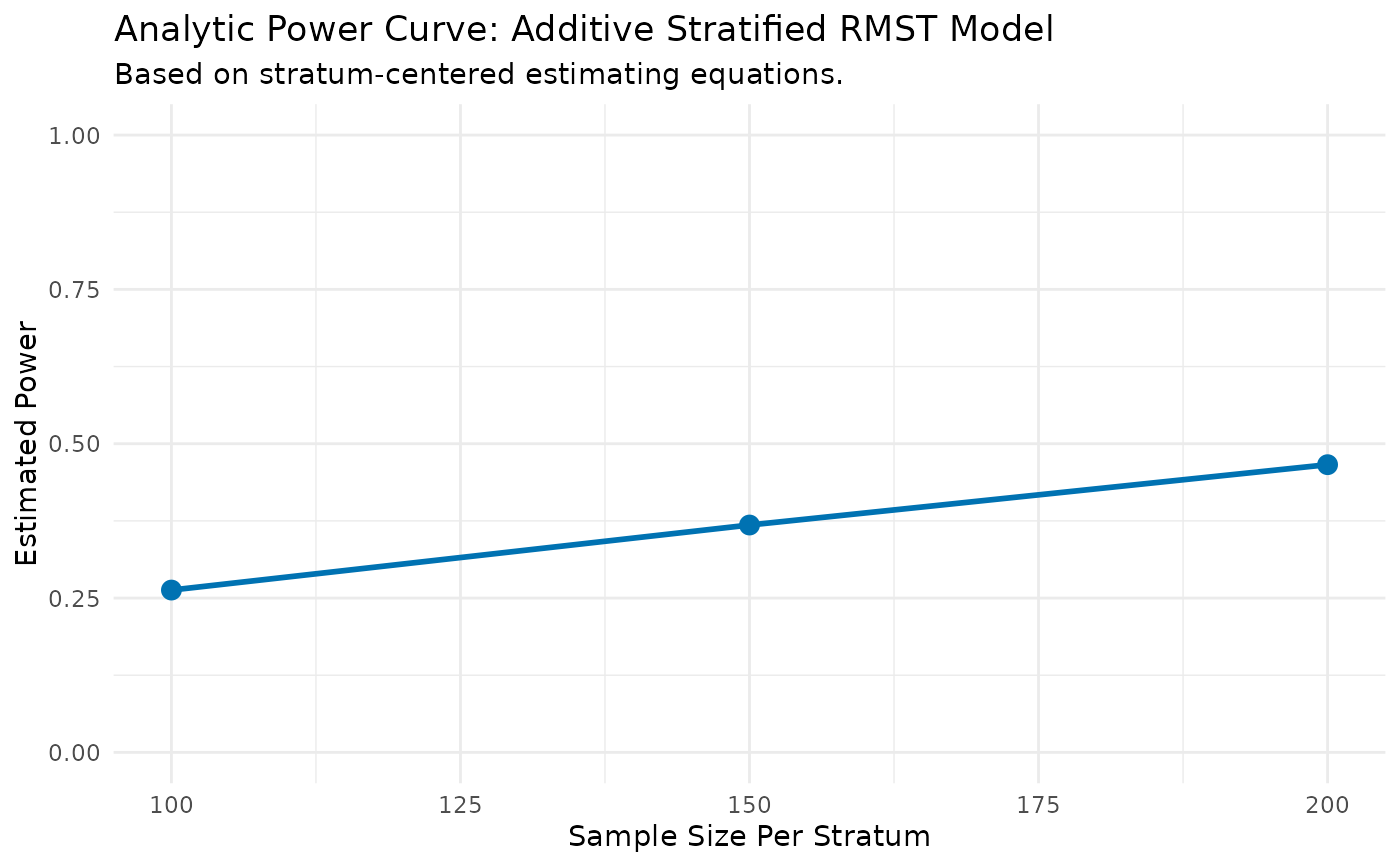 Analytic Power Curve: Additive Stratified RMST Model
Based on stratum-centered estimating equations.
1.00
0.75
0.50
0.25
0.00
Estimated Power
100 125 150 175 200
Sample Size Per Stratum